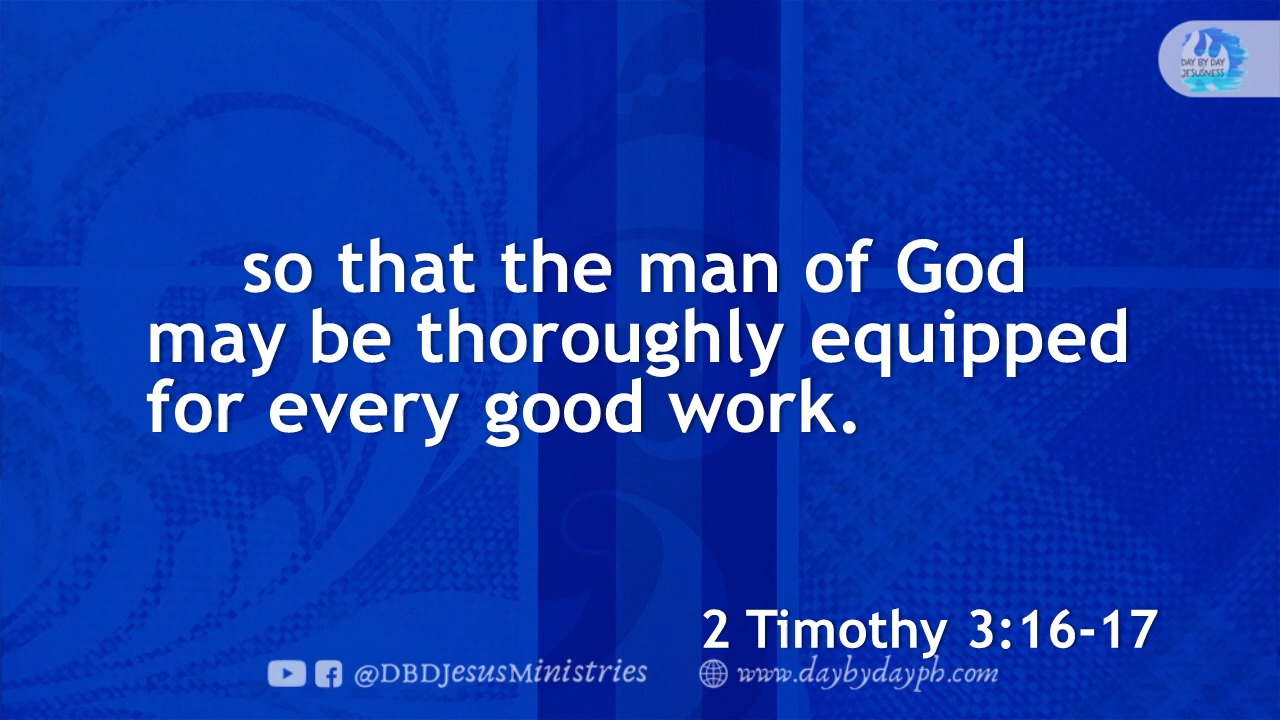 DAY BY DAY
JESUSNESS
so that the man of God
may be thoroughly equipped
for every good work.
2 Timothy 3:16-17
@DBDJesusMinistries www.daybydayph.com